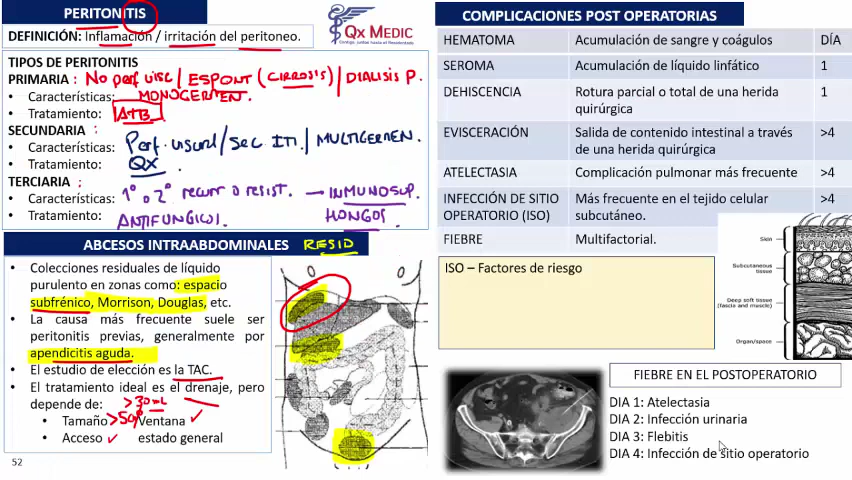 PERITONITIS
DEFINICIÓN: Inflamación / irritación del peritoneo.
Qx MEDIC
TIPOS DE PERITONITIS
PRIMARIA: No perf visc / ESPONT (CIRROSIS) / DIALISIS P.
• Características: MONOGERMEN.
• Tratamiento: ATB
SECUNDARIA:
• Características: Perf. visceral / Sec. ITI. / MULTIGERMEN.
• Tratamiento: QX
TERCIARIA:
• Características: 1° o 2° recurr o resist. → INMUNOSUP.
• Tratamiento: ANTIFUNGICOS. HONGOS.
ABCESOS INTRAABDOMINALES RESID
• Colecciones residuales de líquido
purulento en zonas como: espacio
subfrénico, Morrison, Douglas, etc.
• La causa más frecuente suele ser
peritonitis previas, generalmente por
apendicitis aguda.
• El estudio de elección es la TAC.
• El tratamiento ideal es el drenaje, pero
depende de: >30mL
• Tamaño >50% Ventana ✓
• Acceso ✓ estado general
52
COMPLICACIONES POST OPERATORIAS
HEMATOMA Acumulación de sangre y coágulos DÍA
SEROMA Acumulación de líquido linfático 1
DEHISCENCIA Rotura parcial o total de una herida 1
quirúrgica
EVISCERACIÓN Salida de contenido intestinal a través >4
de una herida quirúrgica
ATELECTASIA Complicación pulmonar más frecuente >4
INFECCIÓN DE SITIO Más frecuente en el tejido celular >4
OPERATORIO (ISO) subcutáneo.
FIEBRE Multifactorial.
ISO – Factores de riesgo
Skin
Subcutaneous
tissue
Deep soft tissue
(fascia and muscle)
Organ/space
FIEBRE EN EL POSTOPERATORIO
DIA 1: Atelectasia
DIA 2: Infección urinaria
DIA 3: Flebitis
DIA 4: Infección de sitio operatorio